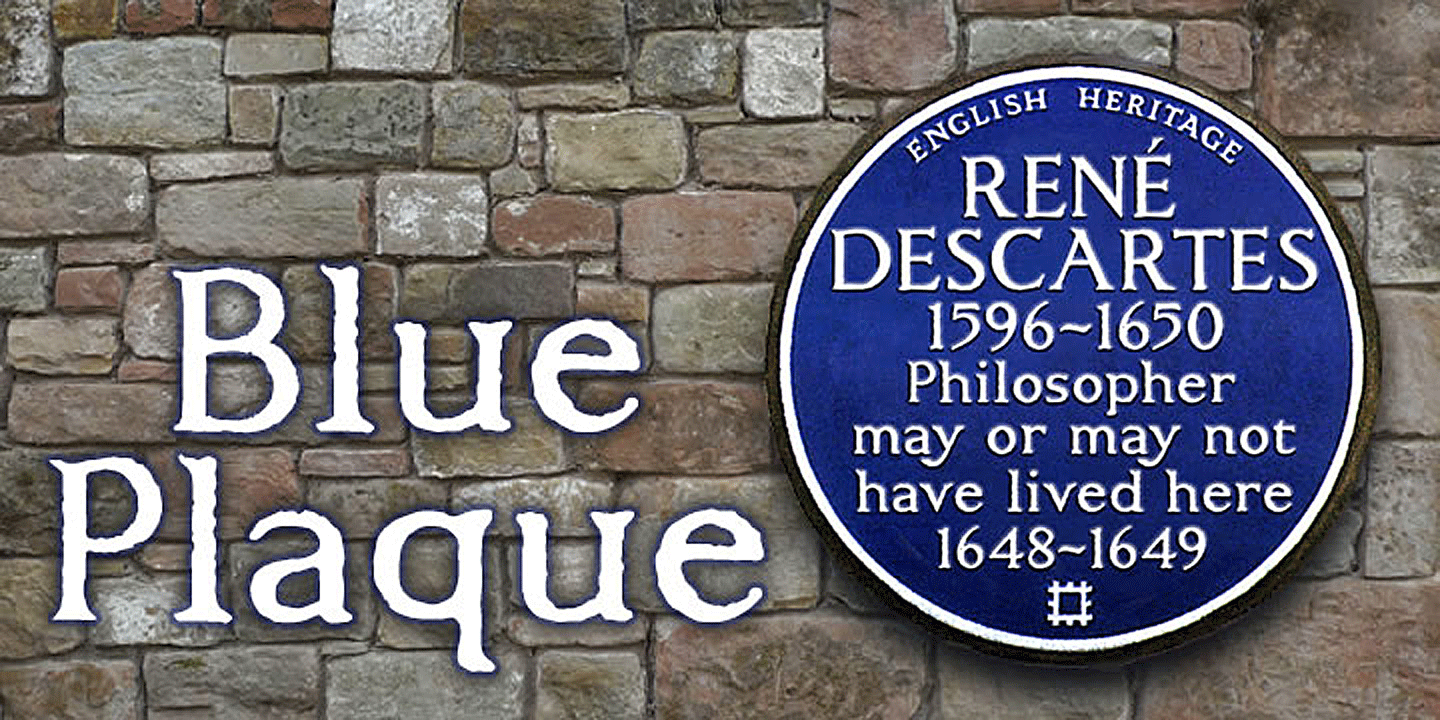 Blue
Plaque
ENGLISH HERITAGE
RENÉ
DESCARTES
1596~1650
Philosopher
may or may not
have lived here
1648~1649